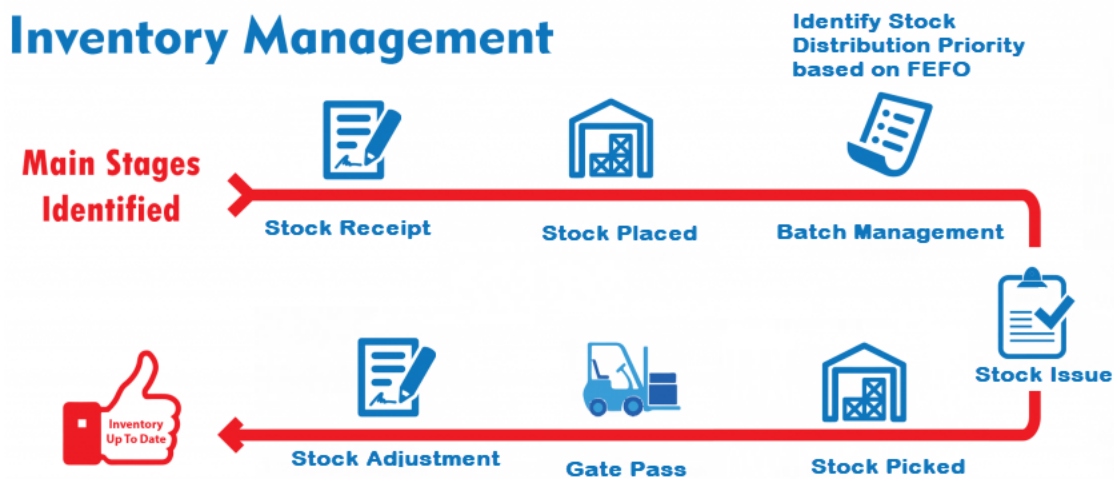 Inventory Management
Identify Stock
Distribution Priority
based on FEFO
Main Stages
Identified
Stock Receipt
Stock Placed
Batch Management
Stock Issue
Inventory
Up To Date
Stock Adjustment
Gate Pass
Stock Picked